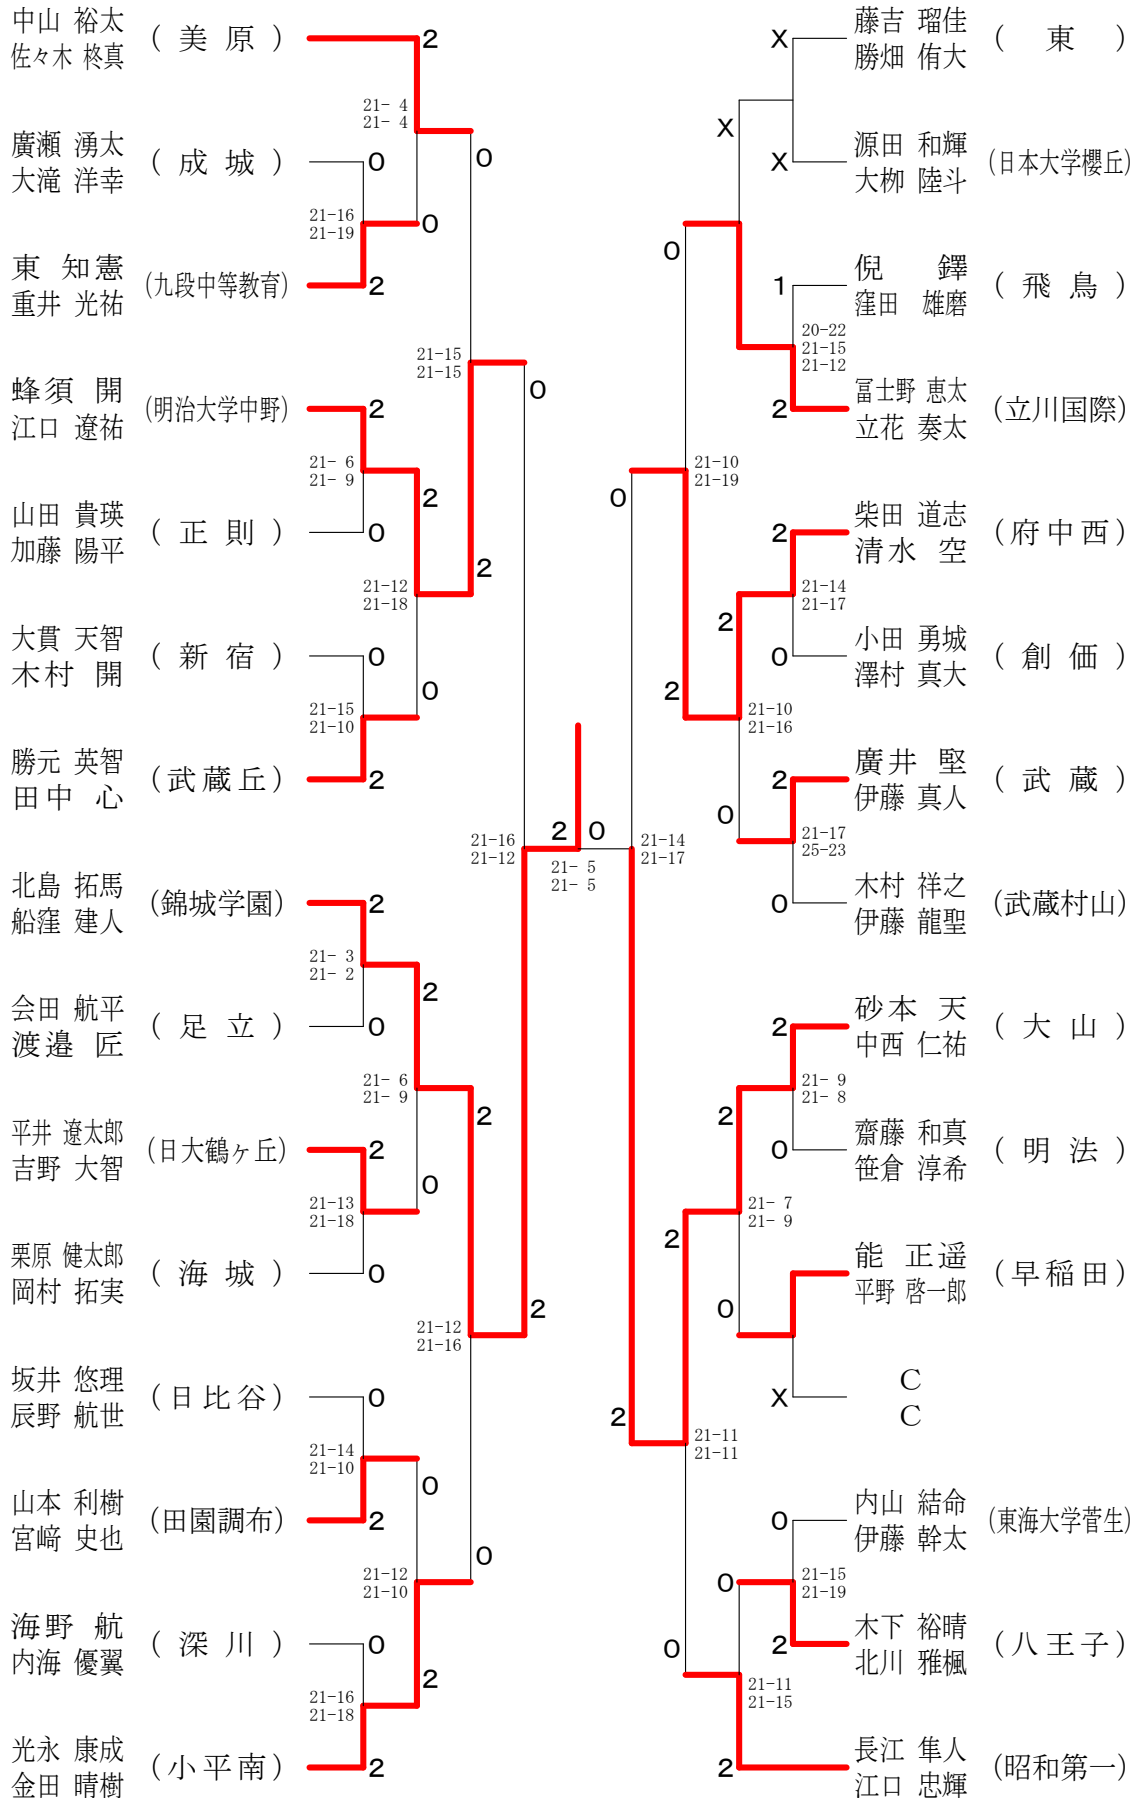 中山 裕太
佐々木 柊真
( 美 原 )
2
21- 4
21- 4
0
廣瀬 湧太
大滝 洋幸
( 成 城 )
0
21-16
21-19
0
東 知憲
重井 光祐
(九段中等教育)
2
21-15
21-15
0
蜂須 開
江口 遼祐
(明治大学中野)
2
21- 6
21- 9
2
山田 貴瑛
加藤 陽平
( 正 則 )
0
21-12
21-18
2
大貫 天智
木村 開
( 新 宿 )
0
21-15
21-10
0
勝元 英智
田中 心
(武蔵丘)
2
21-16
21-12
2
0
21- 5
21- 5
北島 拓馬
船窪 建人
(錦城学園)
2
21- 3
21- 2
2
会田 航平
渡邉 匠
( 足 立 )
0
21- 6
21- 9
2
平井 遼太郎
吉野 大智
(日大鶴ヶ丘)
2
21-13
21-18
0
栗原 健太郎
岡村 拓実
( 海 城 )
0
21-12
21-16
2
坂井 悠理
辰野 航世
(日比谷)
0
21-14
21-10
0
山本 利樹
宮﨑 史也
(田園調布)
2
21-12
21-10
0
海野 航
内海 優翼
( 深 川 )
0
21-16
21-18
2
光永 康成
金田 晴樹
(小平南)
2
X
藤吉 瑠佳
勝畑 侑大
( 東 )
X
X
源田 和輝
大栁 陸斗
(日本大学櫻丘)
0
1
倪 鐸
窪田 雄磨
( 飛 鳥 )
20-22
21-15
21-12
2
冨士野 恵太
立花 奏太
(立川国際)
0
21-10
21-19
2
柴田 道志
清水 空
(府中西)
21-14
21-17
2
0
小田 勇城
澤村 真大
( 創 価 )
2
21-10
21-16
2
廣井 堅
伊藤 真人
( 武 蔵 )
0
21-17
25-23
21-14
21-17
0
木村 祥之
伊藤 龍聖
(武蔵村山)
2
砂本 天
中西 仁祐
( 大 山 )
21- 9
21- 8
2
0
齋藤 和真
笹倉 淳希
( 明 法 )
21- 7
21- 9
2
能 正遥
平野 啓一郎
(早稲田)
0
X
C
C
2
21-11
21-11
0
内山 結命
伊藤 幹太
(東海大学菅生)
21-15
21-19
0
2
木下 裕晴
北川 雅楓
(八王子)
0
21-11
21-15
2
長江 隼人
江口 忠輝
(昭和第一)